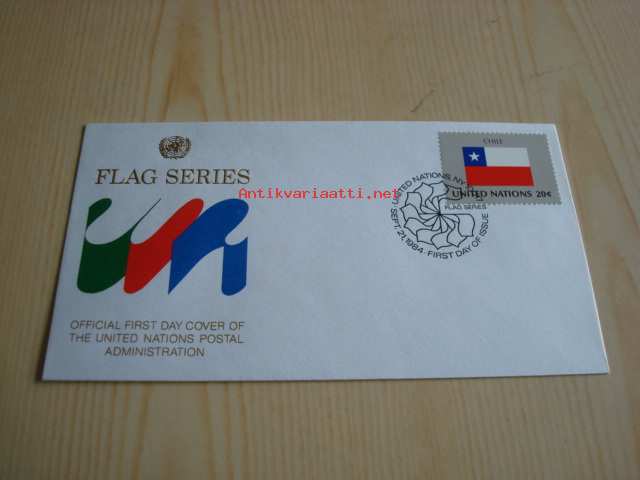 FLAG SERIES
OFFICIAL FIRST DAY COVER OF
THE UNITED NATIONS POSTAL
ADMINISTRATION
CHILE
UNITED NATIONS 20¢
UNITED NATIONS, NY
FLAG SERIES
SEPT. 21, 1984 - FIRST DAY OF ISSUE
Antikvariaatti.net